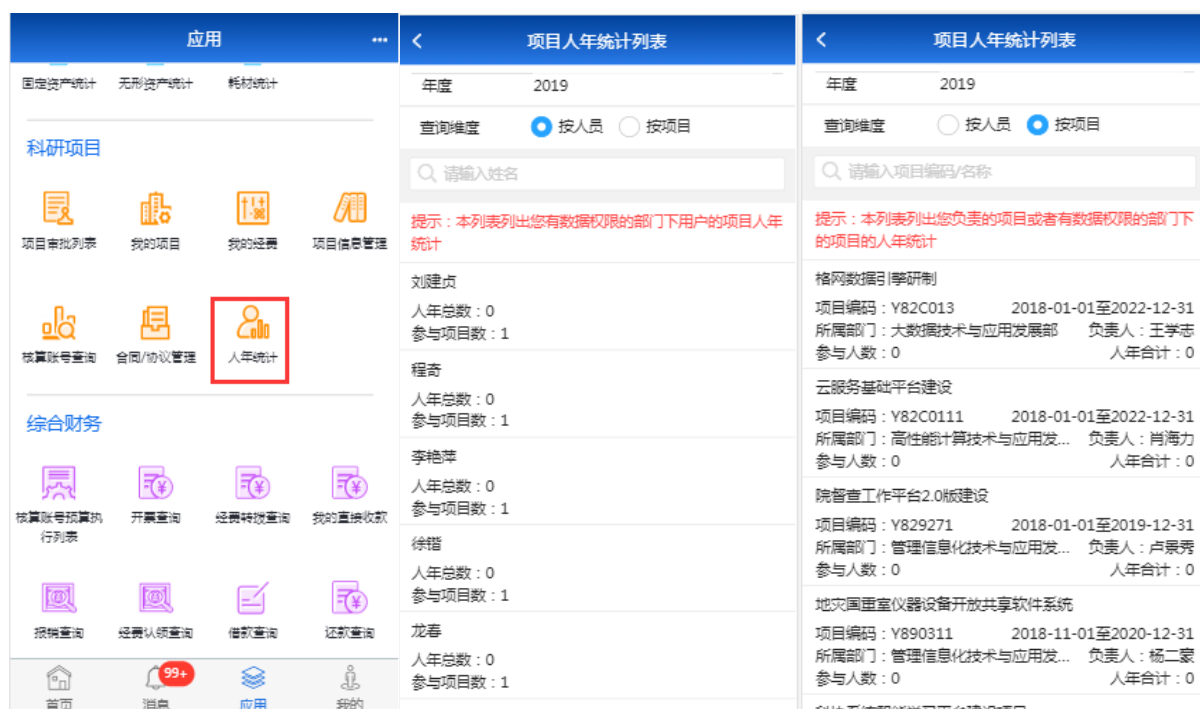 应用
固定资产统计 无形资产统计 耗材统计
科研项目
项目审批列表 我的项目 我的经费 项目信息管理
核算账号查询 合同/协议管理 人年统计
综合财务
核算账号预算执
行列表
开票查询 经费转拨查询 我的直接收款
报销查询 经费认领查询 借款查询 还款查询
99+
首页 消息 应用 我的
项目人年统计列表
年度 2019
查询维度 按人员 按项目
请输入姓名
提示：本列表列出您有数据权限的部门下用户的项目人年
统计
刘建贞
人年总数：0
参与项目数：1
程奇
人年总数：0
参与项目数：1
李艳萍
人年总数：0
参与项目数：1
徐锴
人年总数：0
参与项目数：1
龙春
人年总数：0
参与项目数：1
项目人年统计列表
年度 2019
查询维度 按人员 按项目
请输入项目编码/名称
提示：本列表列出您负责的项目或者有数据权限的部门下
的项目的人年统计
格网数据引擎研制
项目编码：Y82C013 2018-01-01至2022-12-31
所属部门：大数据技术与应用发展部 负责人：王学志
参与人数：0 人年合计：0
云服务基础平台建设
项目编码：Y82C0111 2018-01-01至2022-12-31
所属部门：高性能计算技术与应用发... 负责人：肖海力
参与人数：0 人年合计：0
院督查工作平台2.0版建设
项目编码：Y829271 2018-01-01至2019-12-31
所属部门：管理信息化技术与应用发... 负责人：卢景秀
参与人数：0 人年合计：0
地灾国重室仪器设备开放共享软件系统
项目编码：Y890311 2018-11-01至2020-12-31
所属部门：管理信息化技术与应用发... 负责人：杨二豪
参与人数：0 人年合计：0